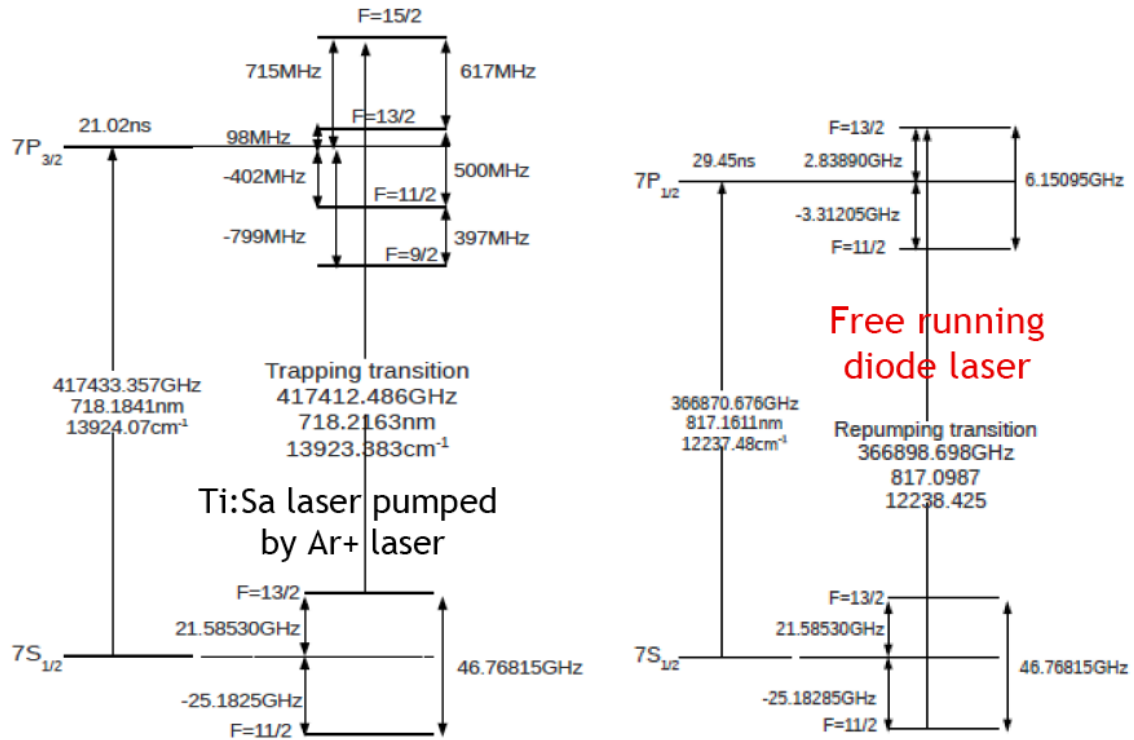 F=15/2
715MHz
617MHz
21.02ns
F=13/2
7P3/2
98MHz
-402MHz
500MHz
F=11/2
-799MHz
397MHz
F=9/2
417433.357GHz
718.1841nm
13924.07cm-1
Trapping transition
417412.486GHz
718.2163nm
13923.383cm-1
Ti:Sa laser pumped
by Ar+ laser
F=13/2
21.58530GHz
7S1/2
46.76815GHz
-25.1825GHz
F=11/2
F=13/2
29.45ns
2.83890GHz
7P1/2
6.15095GHz
-3.31205GHz
F=11/2
Free running
diode laser
366870.676GHz
817.1611nm
12237.48cm-1
Repumping transition
366898.698GHz
817.0987
12238.425
F=13/2
21.58530GHz
7S1/2
46.76815GHz
-25.18285GHz
F=11/2